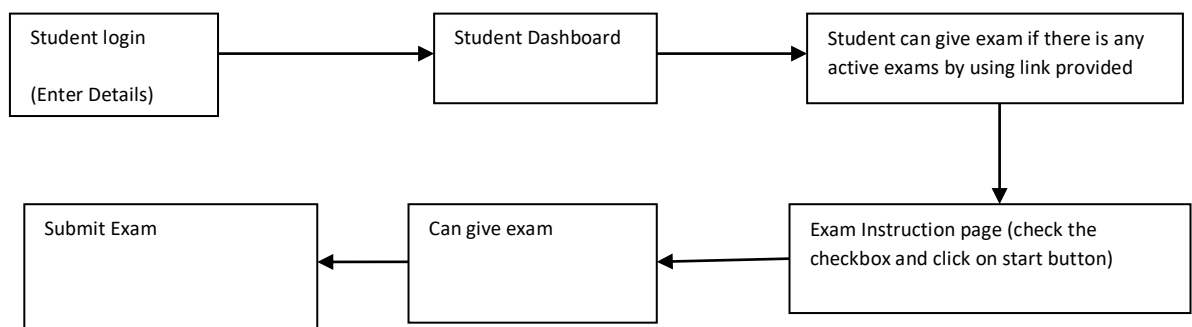 Student login
(Enter Details)
Student Dashboard
Student can give exam if there is any
active exams by using link provided
Exam Instruction page (check the
checkbox and click on start button)
Can give exam
Submit Exam